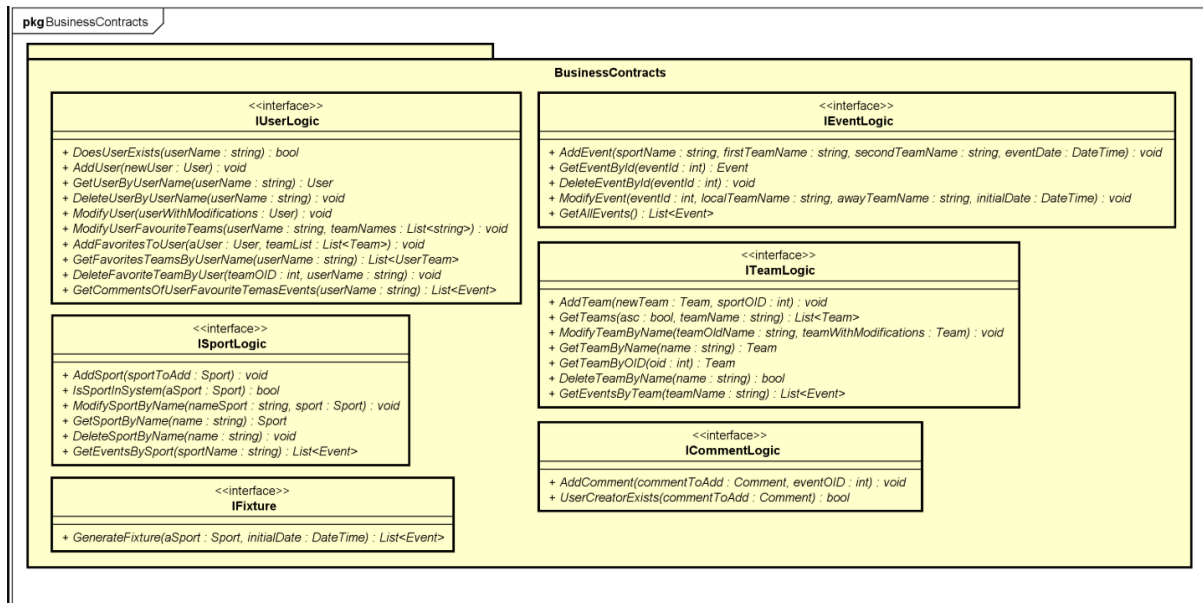 pkg BusinessContracts
BusinessContracts
<<interface>>
IUserLogic
+ DoesUserExists(userName : string) : bool
+ AddUser(newUser : User) : void
+ GetUserByUserName(userName : string) : User
+ DeleteUserByUserName(userName : string) : void
+ ModifyUser(userWithModifications : User) : void
+ ModifyUserFavouriteTeams(userName : string, teamNames : List<string>) : void
+ AddFavoritesToUser(aUser : User, teamList : List<Team>) : void
+ GetFavoritesTeamsByUserName(userName : string) : List<UserTeam>
+ DeleteFavoriteTeamByUser(teamOID : int, userName : string) : void
+ GetCommentsOfUserFavouriteTemasEvents(userName : string) : List<Event>
<<interface>>
ISportLogic
+ AddSport(sportToAdd : Sport) : void
+ IsSportInSystem(aSport : Sport) : bool
+ ModifySportByName(nameSport : string, sport : Sport) : void
+ GetSportByName(name : string) : Sport
+ DeleteSportByName(name : string) : void
+ GetEventsBySport(sportName : string) : List<Event>
<<interface>>
IFixture
+ GenerateFixture(aSport : Sport, initialDate : DateTime) : List<Event>
<<interface>>
IEventLogic
+ AddEvent(sportName : string, firstTeamName : string, secondTeamName : string, eventDate : DateTime) : void
+ GetEventById(eventId : int) : Event
+ DeleteEventById(eventId : int) : void
+ ModifyEvent(eventId : int, localTeamName : string, awayTeamName : string, initialDate : DateTime) : void
+ GetAllEvents() : List<Event>
<<interface>>
ITeamLogic
+ AddTeam(newTeam : Team, sportOID : int) : void
+ GetTeams(asc : bool, teamName : string) : List<Team>
+ ModifyTeamByName(teamOldName : string, teamWithModifications : Team) : void
+ GetTeamByName(name : string) : Team
+ GetTeamByOID(oid : int) : Team
+ DeleteTeamByName(name : string) : bool
+ GetEventsByTeam(teamName : string) : List<Event>
<<interface>>
ICommentLogic
+ AddComment(commentToAdd : Comment, eventOID : int) : void
+ UserCreatorExists(commentToAdd : Comment) : bool